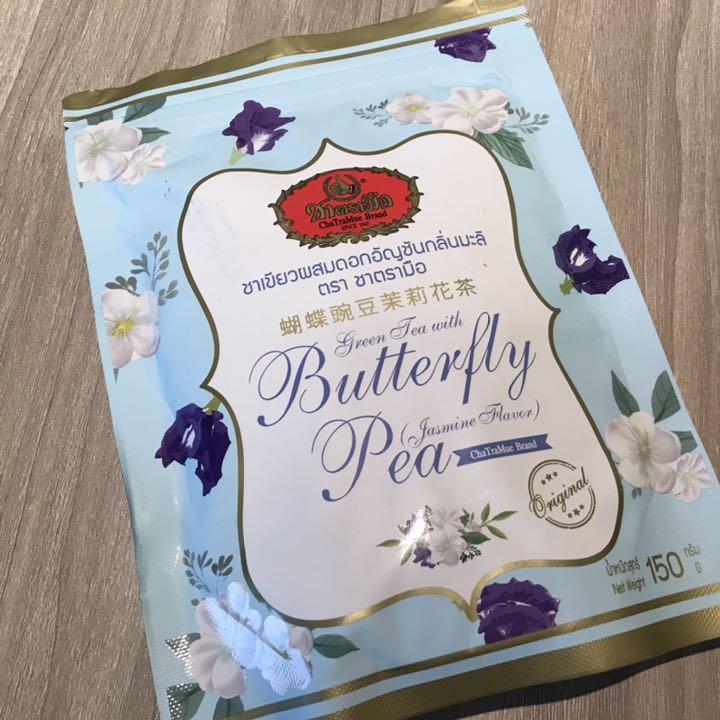 ชาตรามือ
®
ChaTraMue Brand
SINCE 1945
ชาเขียวผสมดอกอัญชันกลิ่นมะลิ
ตรา ชาตรามือ
蝴蝶豌豆茉莉花茶
Green Tea with
Butterfly
Pea (Jasmine Flavor)
ChaTraMue Brand
Original
น้ำหนักสุทธิ 150 กรัม
Net Weight G